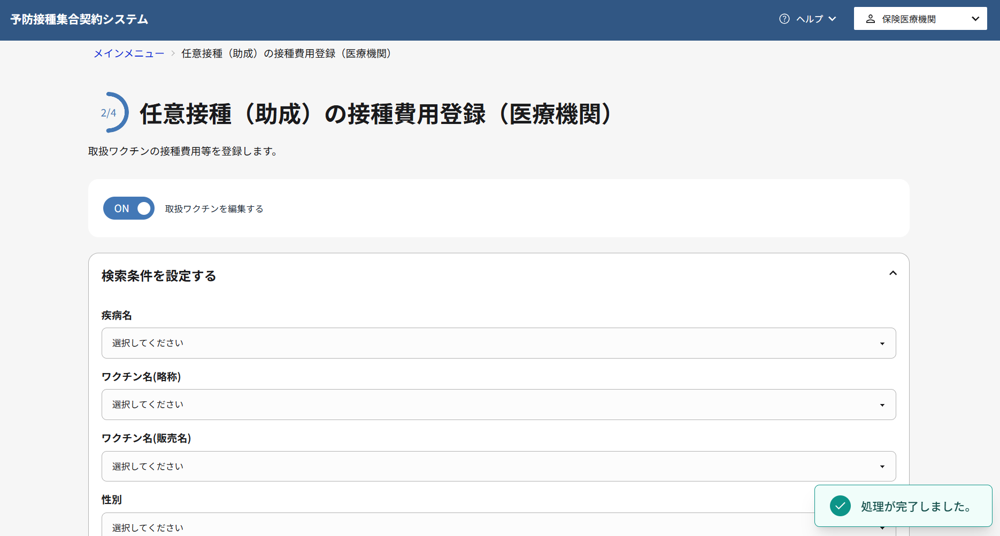 予防接種集合契約システム
ヘルプ
保険医療機関
メインメニュー
任意接種（助成）の接種費用登録（医療機関）
2/4
任意接種（助成）の接種費用登録（医療機関）
取扱ワクチンの接種費用等を登録します。
ON
取扱ワクチンを編集する
検索条件を設定する
疾病名
選択してください
ワクチン名(略称)
選択してください
ワクチン名(販売名)
選択してください
性別
選択してください
処理が完了しました。